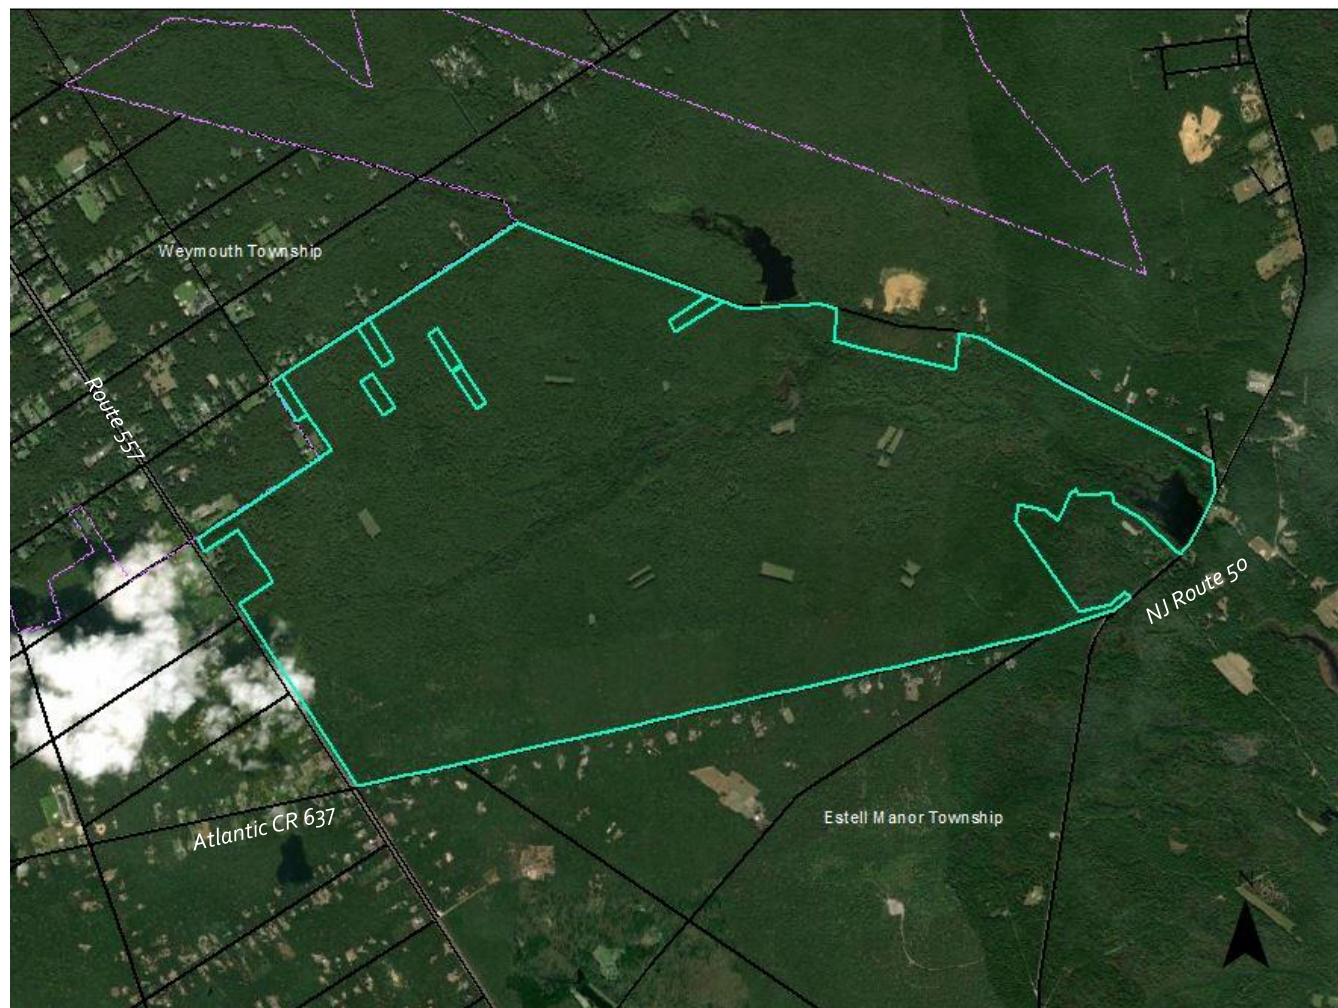 Weymouth Township
Route 557
NJ Route 50
Atlantic CR 637
Estell Manor Township
N